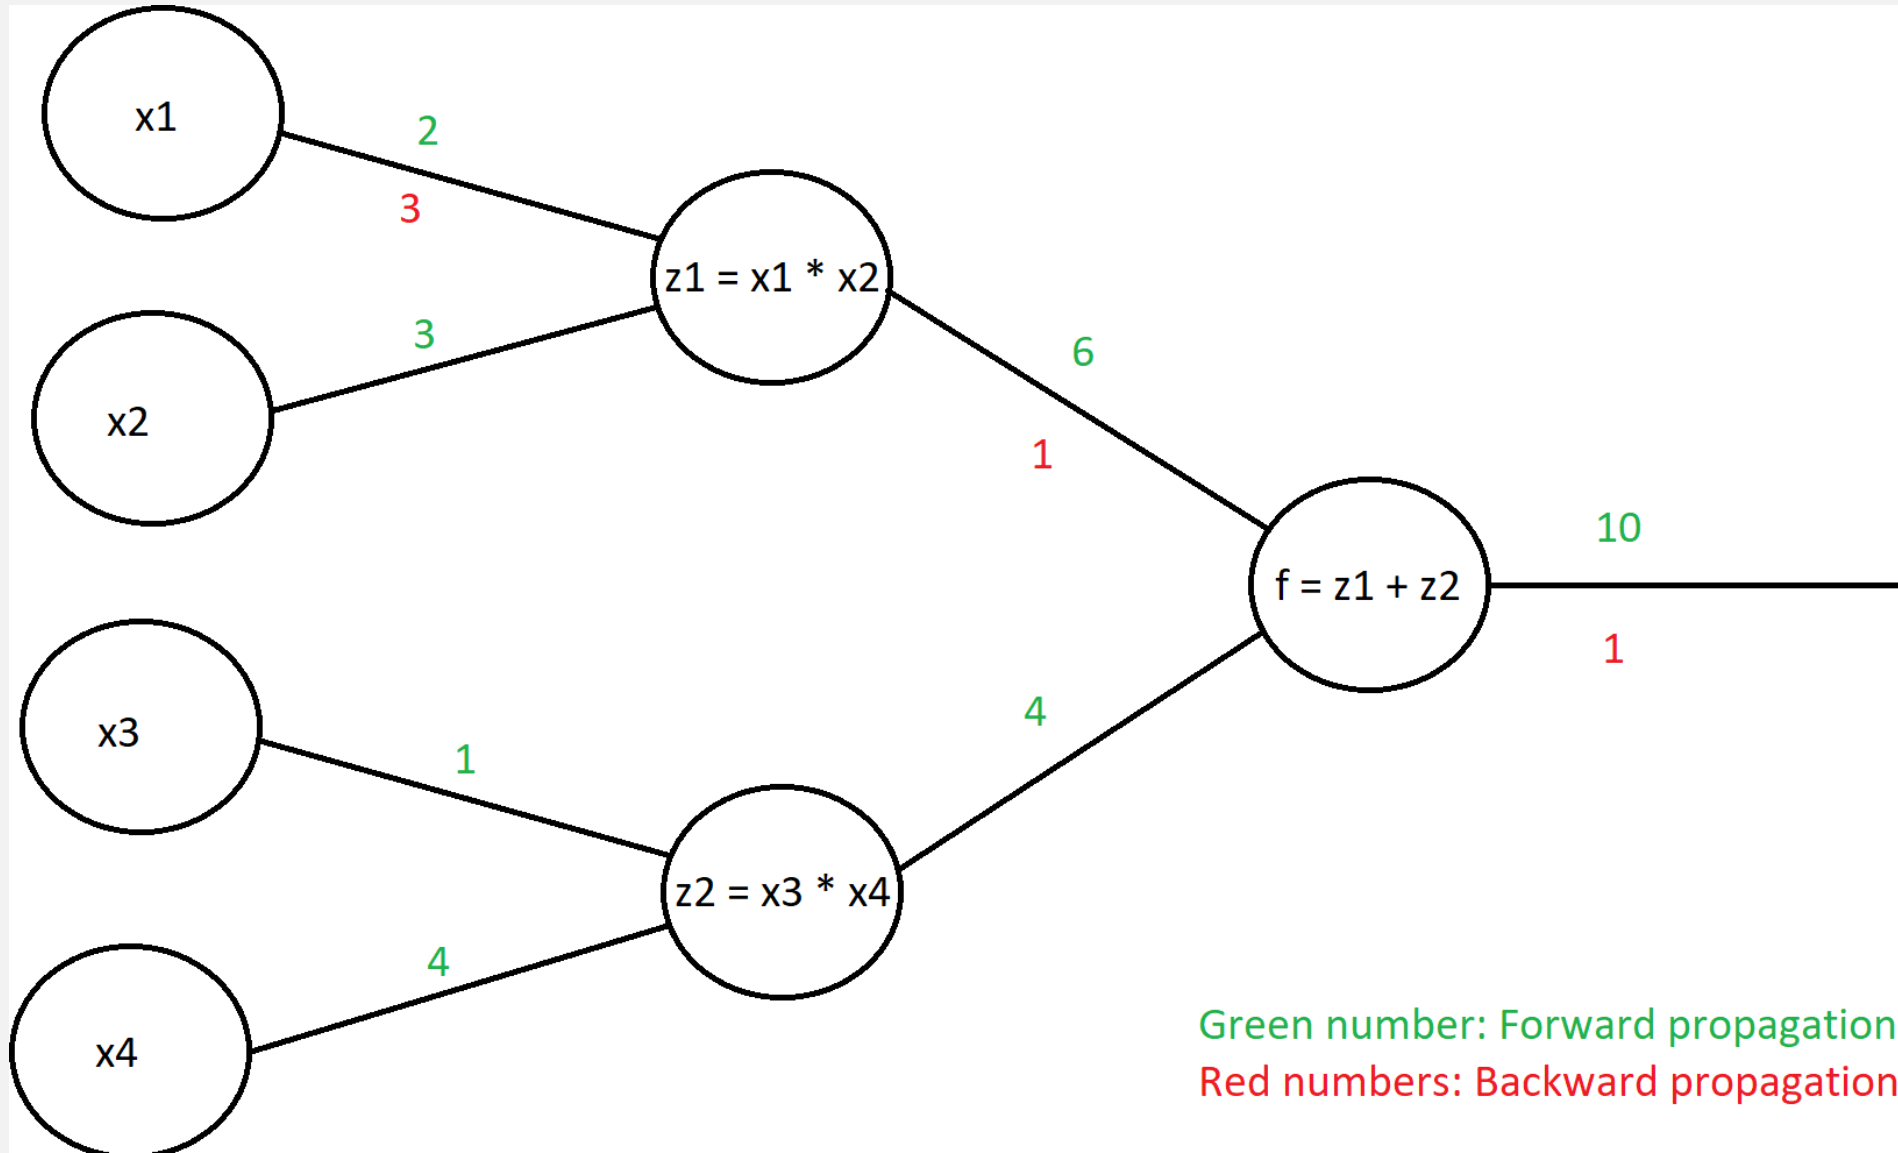 x1
2
3
z1 = x1 * x2
x2
3
6
1
f = z1 + z2
10
1
x3
1
4
z2 = x3 * x4
x4
4
Green number: Forward propagation
Red numbers: Backward propagation